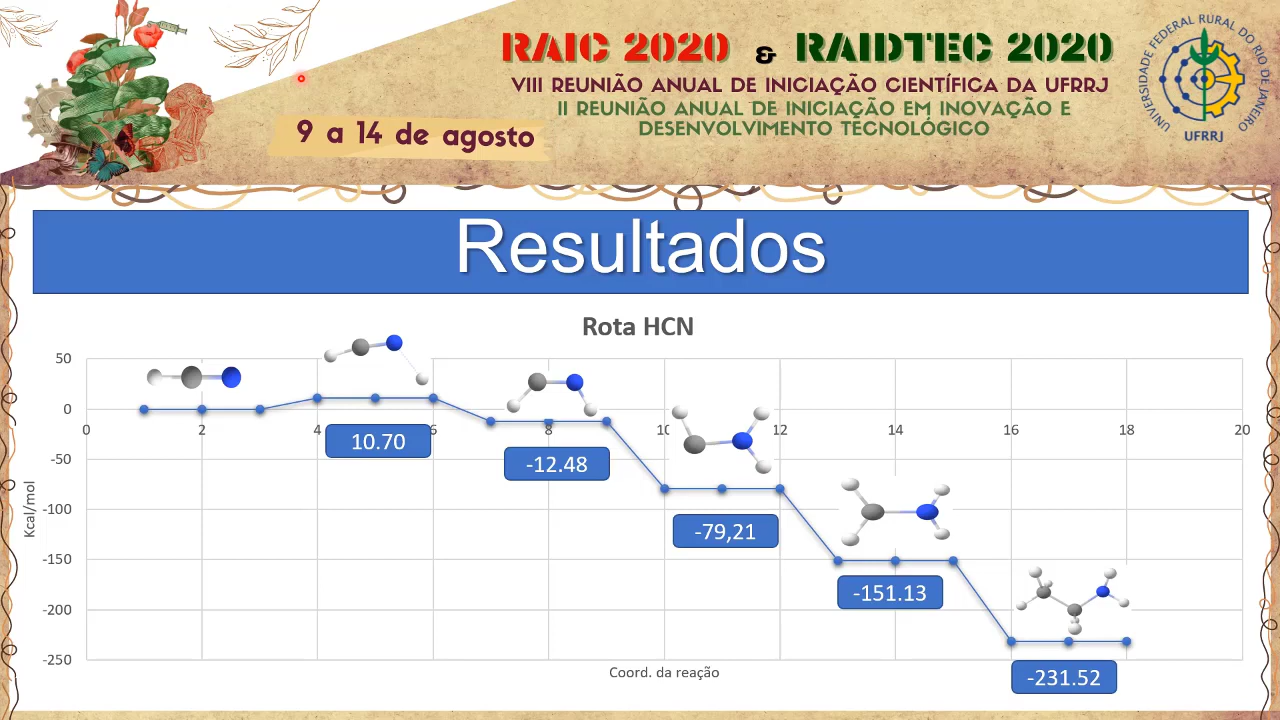 RAIC 2020 & RAIDTEC 2020
VIII REUNIÃO ANUAL DE INICIAÇÃO CIENTÍFICA DA UFRRJ
II REUNIÃO ANUAL DE INICIAÇÃO EM INOVAÇÃO E
DESENVOLVIMENTO TECNOLÓGICO
9 a 14 de agosto
UNIVERSIDADE FEDERAL RURAL DO RIO DE JANEIRO
UFRRJ
Resultados
Rota HCN
50
0
-50
-100
-150
-200
-250
Kcal/mol
0 2 4 6 8 10 12 14 16 18 20
10.70
-12.48
-79,21
-151.13
-231.52
Coord. da reação